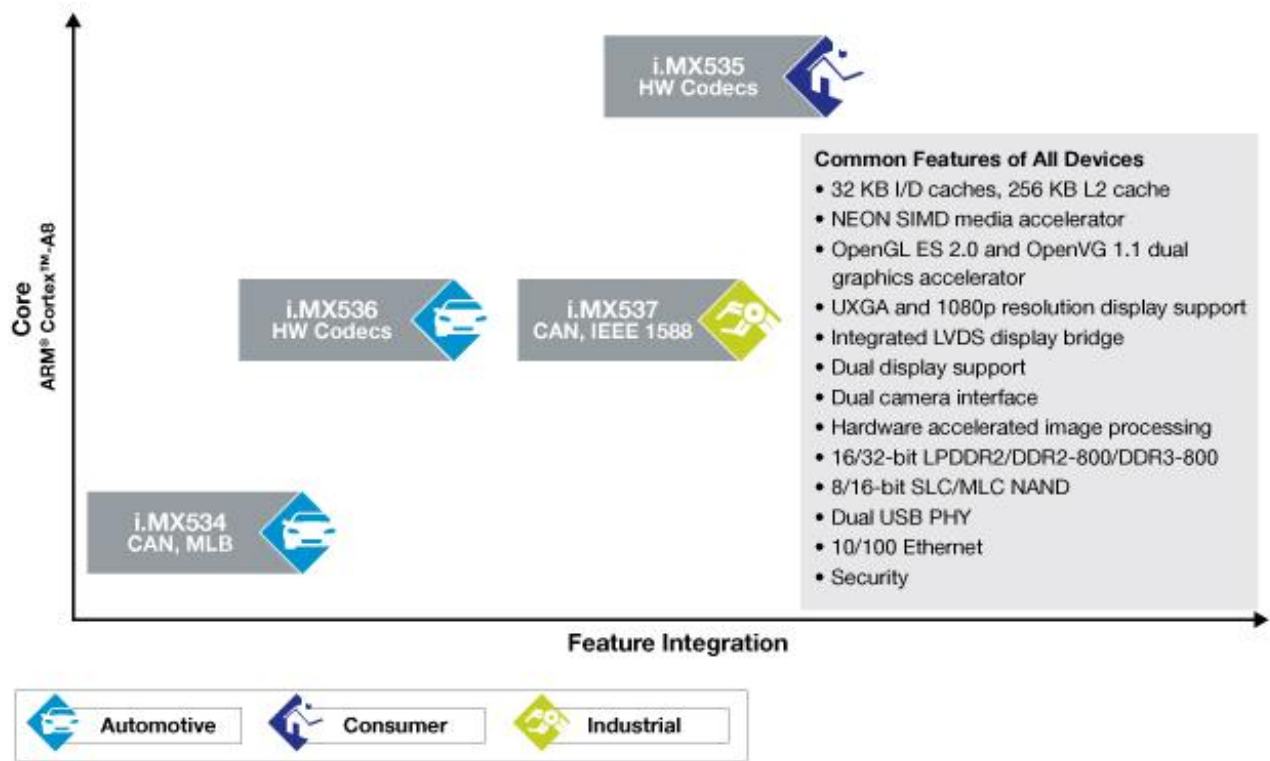 i.MX535
HW Codecs
Common Features of All Devices
• 32 KB I/D caches, 256 KB L2 cache
• NEON SIMD media accelerator
• OpenGL ES 2.0 and OpenVG 1.1 dual
graphics accelerator
• UXGA and 1080p resolution display support
• Integrated LVDS display bridge
• Dual display support
• Dual camera interface
• Hardware accelerated image processing
• 16/32-bit LPDDR2/DDR2-800/DDR3-800
• 8/16-bit SLC/MLC NAND
• Dual USB PHY
• 10/100 Ethernet
• Security
Core
ARM® Cortex™-A8
i.MX536
HW Codecs
i.MX537
CAN, IEEE 1588
i.MX534
CAN, MLB
Feature Integration
Automotive
Consumer
Industrial